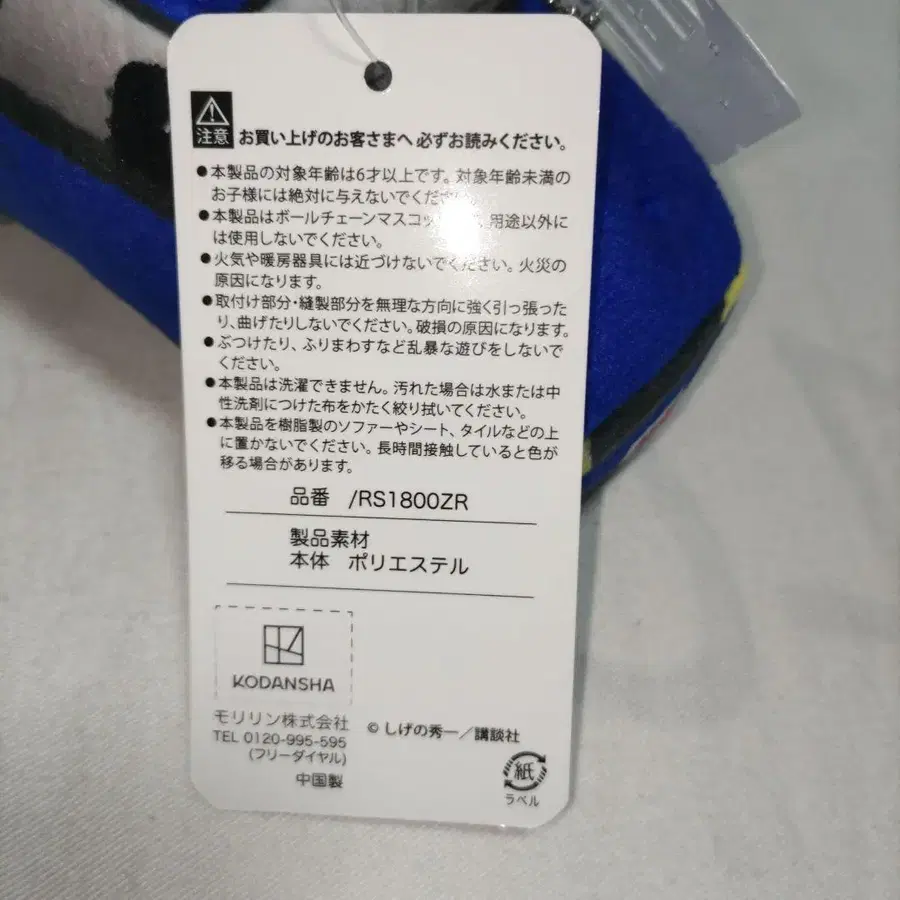 注意 お買い上げのお客さまへ 必ずお読みください。
●本製品の対象年齢は6才以上です。対象年齢未満の
お子様には絶対に与えないでくだ
●本製品はボールチェーンマスコッ 用途以外に
は使用しないでください。
●火気や暖房器具には近づけないでください。火災の
原因になります。
●取付け部分・縫製部分を無理な方向に強く引っ張った
り、曲げたりしないでください。破損の原因になります。
●ぶつけたり、ふりまわすなど乱暴な遊びをしないで
ください。
●本製品は洗濯できません。汚れた場合は水または中
性洗剤につけた布をかたく絞り拭いてください。
●本製品を樹脂製のソファーやシート、タイルなどの上
に置かないでください。長時間接触していると色が
移る場合があります。
品番 /RS1800ZR
製品素材
本体 ポリエステル
KODANSHA
モリリン株式会社
TEL 0120-995-595
(フリーダイヤル)
中国製
© しげの秀一／講談社
紙
ラベル